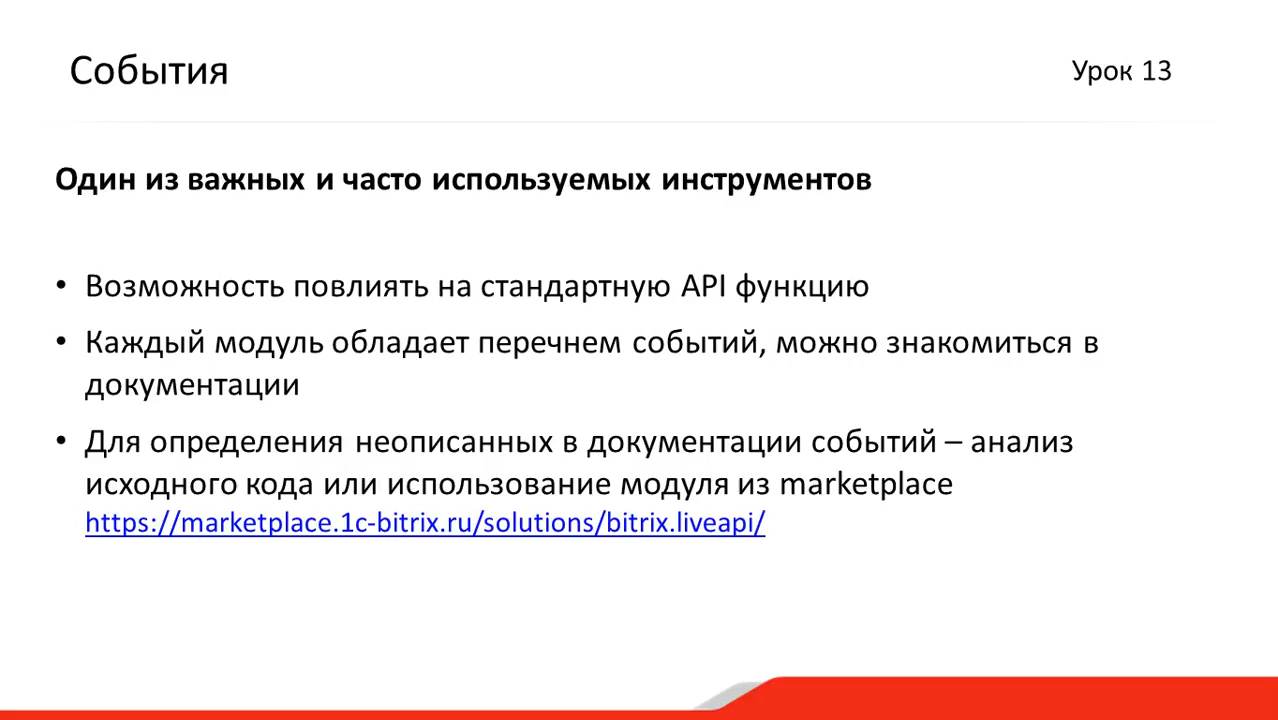 События
Урок 13
Один из важных и часто используемых инструментов
• Возможность повлиять на стандартную API функцию
• Каждый модуль обладает перечнем событий, можно знакомиться в
документации
• Для определения неописанных в документации событий – анализ
исходного кода или использование модуля из marketplace
https://marketplace.1c-bitrix.ru/solutions/bitrix.liveapi/